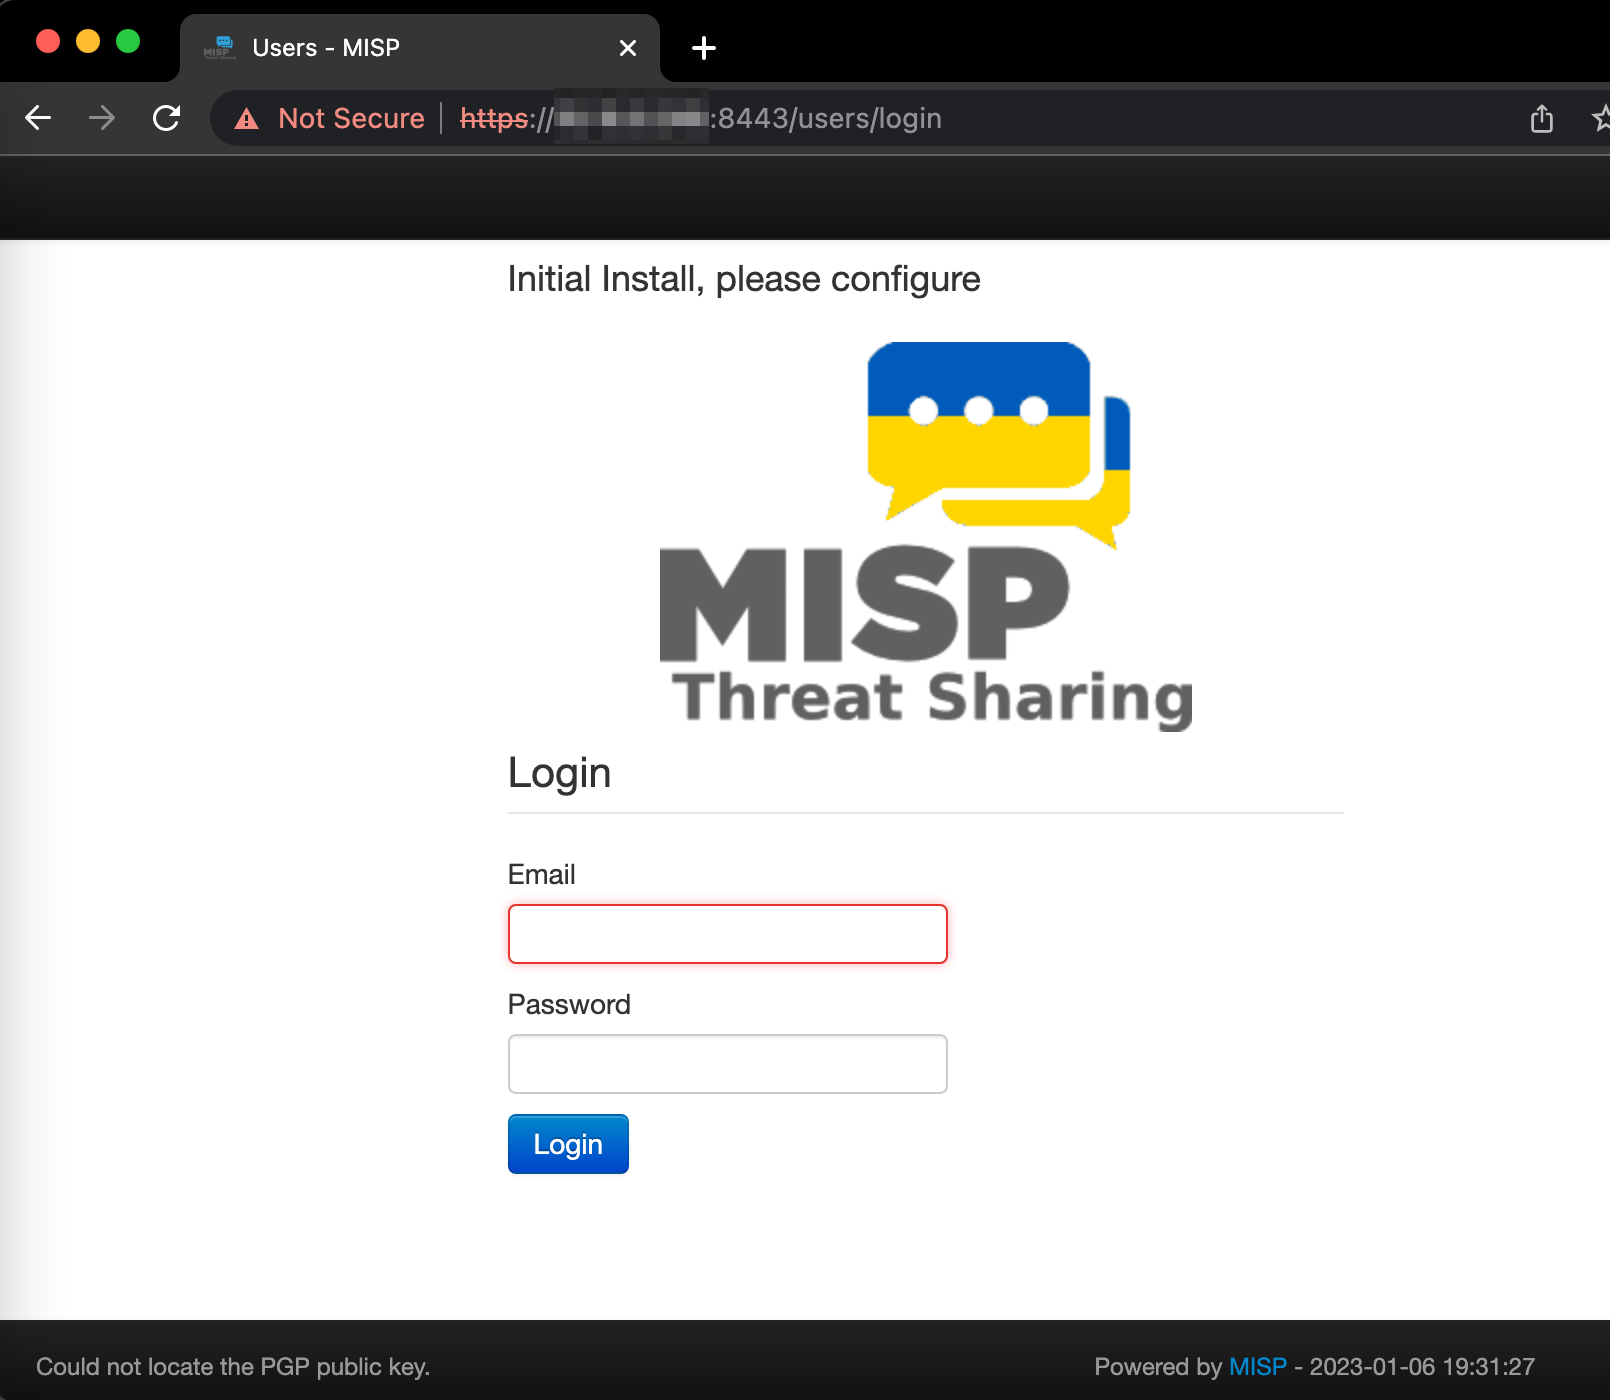 Users - MISP
Not Secure
https://
:8443/users/login
Initial Install, please configure
MISP
Threat Sharing
Login
Email
Password
Login
Could not locate the PGP public key.
Powered by MISP - 2023-01-06 19:31:27